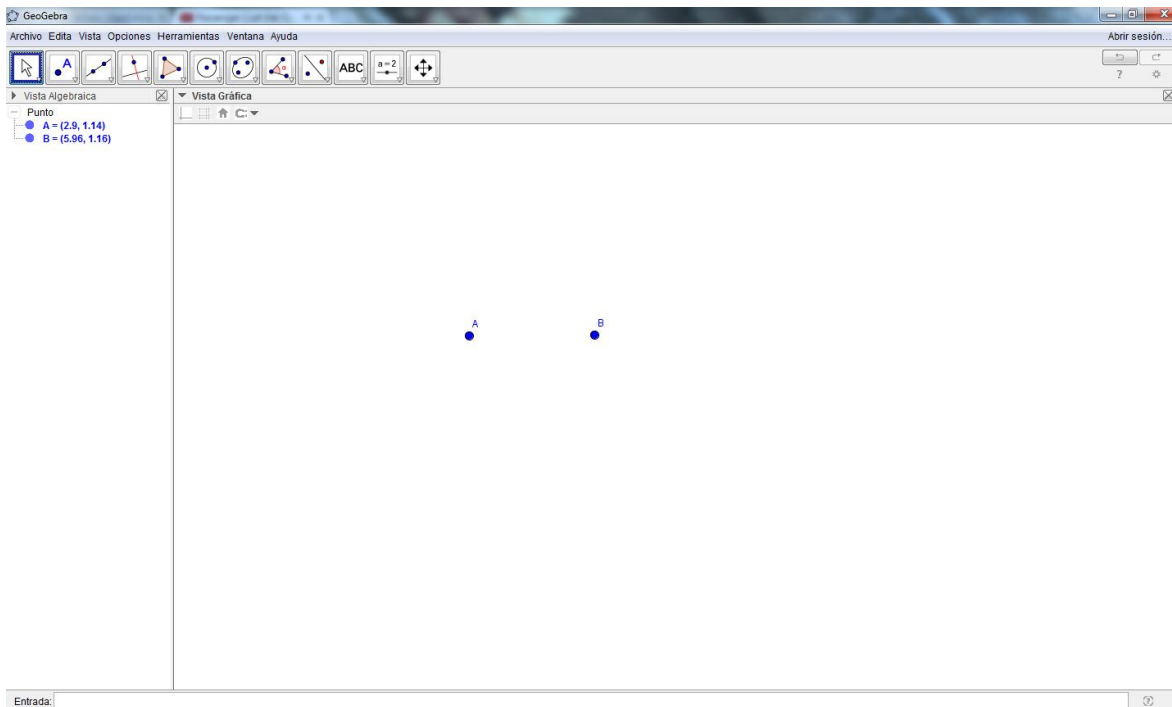 GeoGebra
Archivo Edita Vista Opciones Herramientas Ventana Ayuda
Abrir sesión...
A
ABC
a = 2
?
Vista Algebraica
Vista Gráfica
Punto
A = (2.9, 1.14)
B = (5.96, 1.16)
A
B
Entrada: